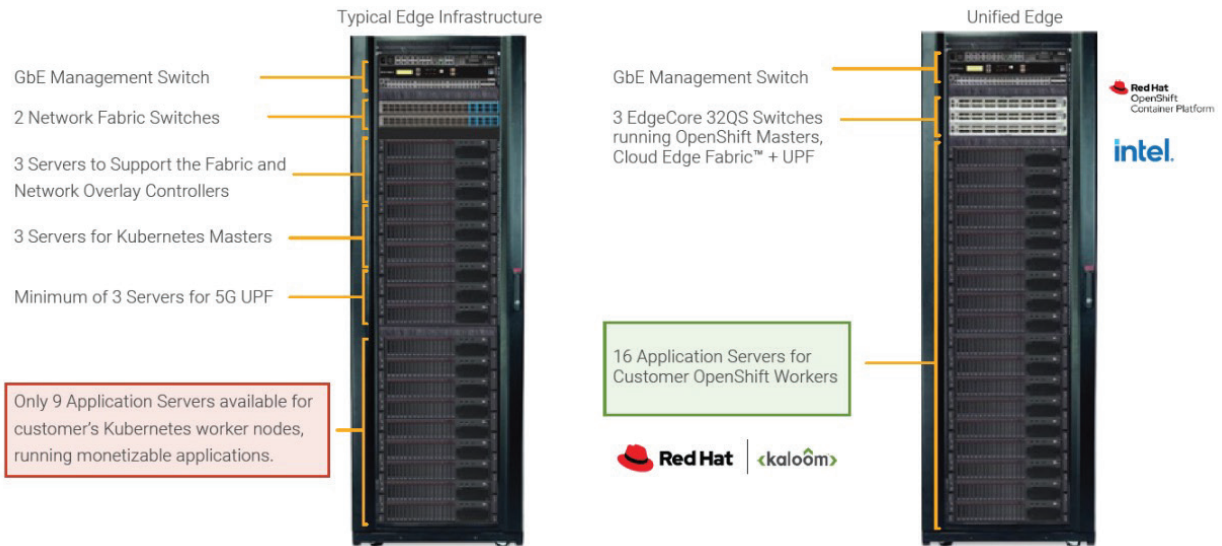 Typical Edge Infrastructure
GbE Management Switch
2 Network Fabric Switches
3 Servers to Support the Fabric and
Network Overlay Controllers
3 Servers for Kubernetes Masters
Minimum of 3 Servers for 5G UPF
Only 9 Application Servers available for
customer's Kubernetes worker nodes,
running monetizable applications.
Unified Edge
GbE Management Switch
3 EdgeCore 32QS Switches
running OpenShift Masters,
Cloud Edge Fabric™ + UPF
16 Application Servers for
Customer OpenShift Workers
Red Hat
‹kaloôm›
Red Hat
OpenShift
Container Platform
intel.